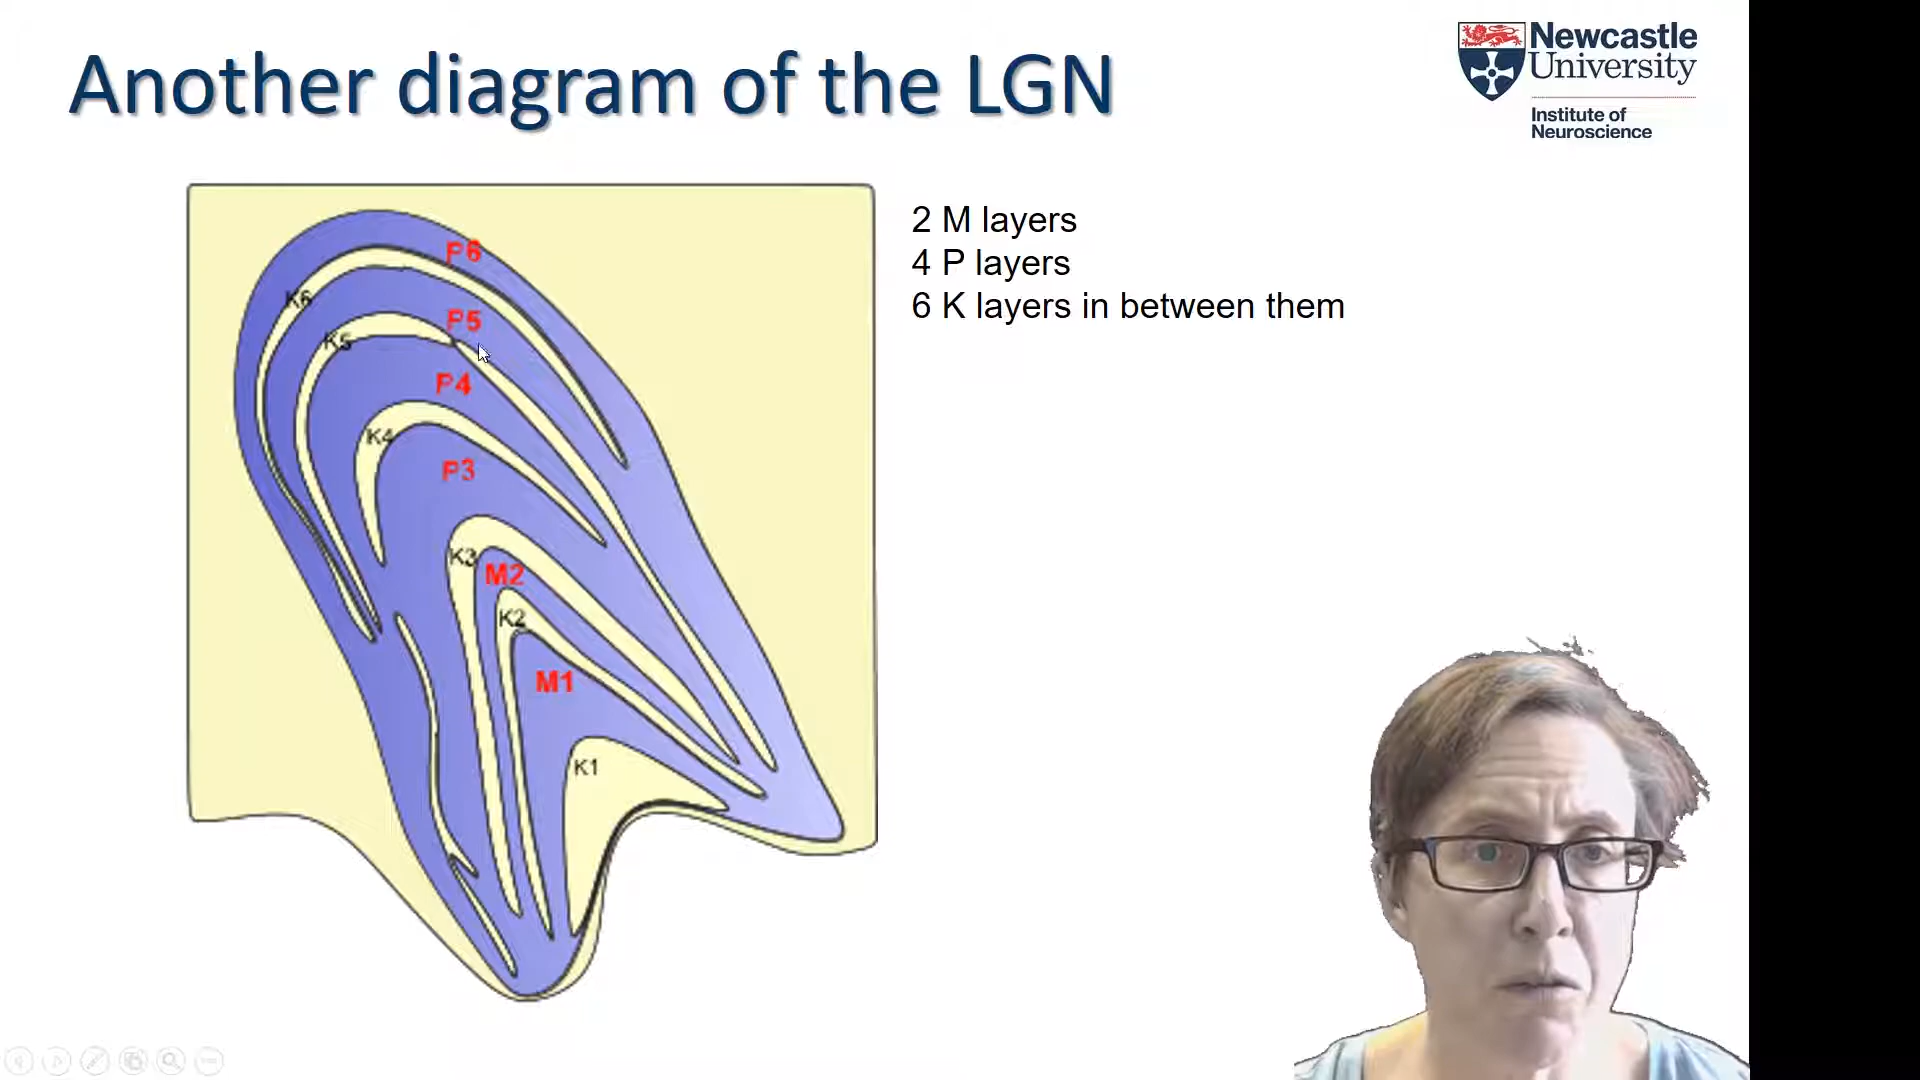 Another diagram of the LGN
Newcastle
University
Institute of
Neuroscience
2 M layers
4 P layers
6 K layers in between them
P6
K6
P5
K5
P4
K4
P3
K3
M2
K2
M1
K1